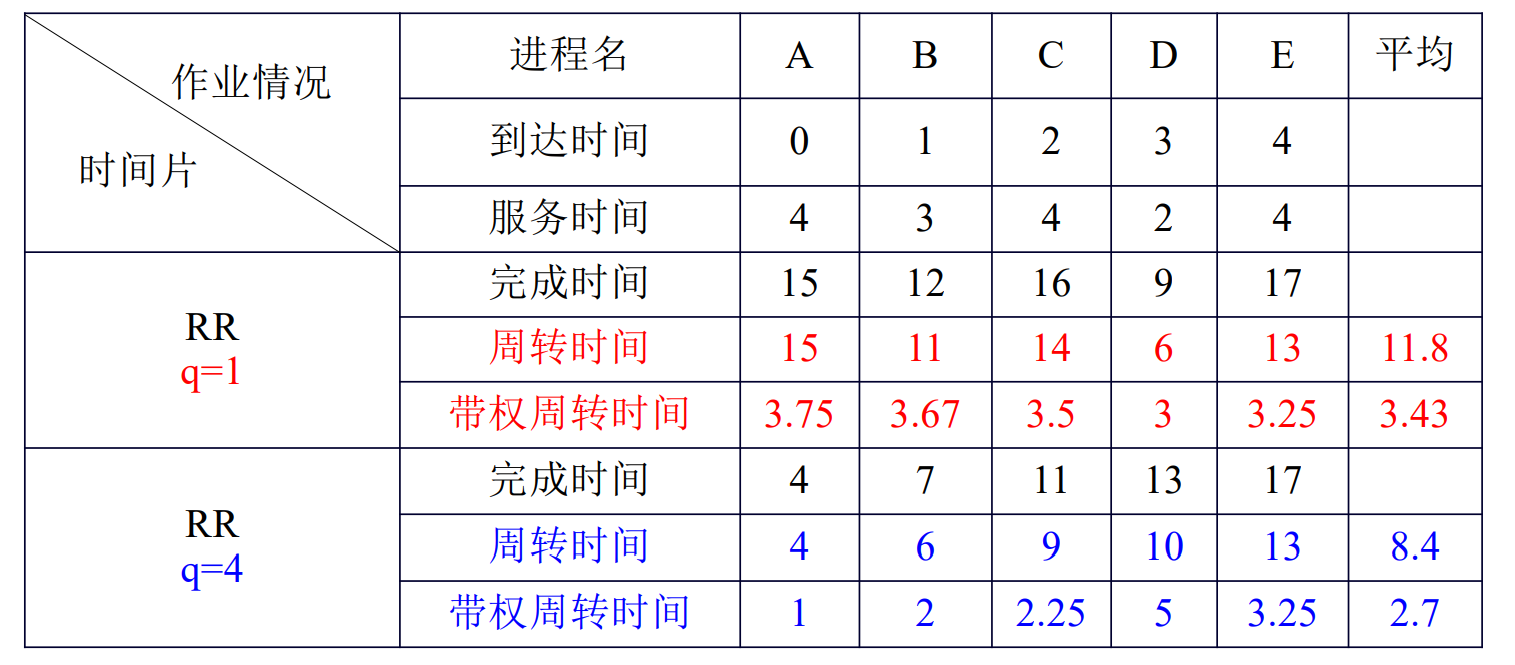 作业情况
时间片
进程名 A B C D E 平均
到达时间 0 1 2 3 4
服务时间 4 3 4 2 4
RR
q=1
完成时间 15 12 16 9 17
周转时间 15 11 14 6 13 11.8
带权周转时间 3.75 3.67 3.5 3 3.25 3.43
RR
q=4
完成时间 4 7 11 13 17
周转时间 4 6 9 10 13 8.4
带权周转时间 1 2 2.25 5 3.25 2.7